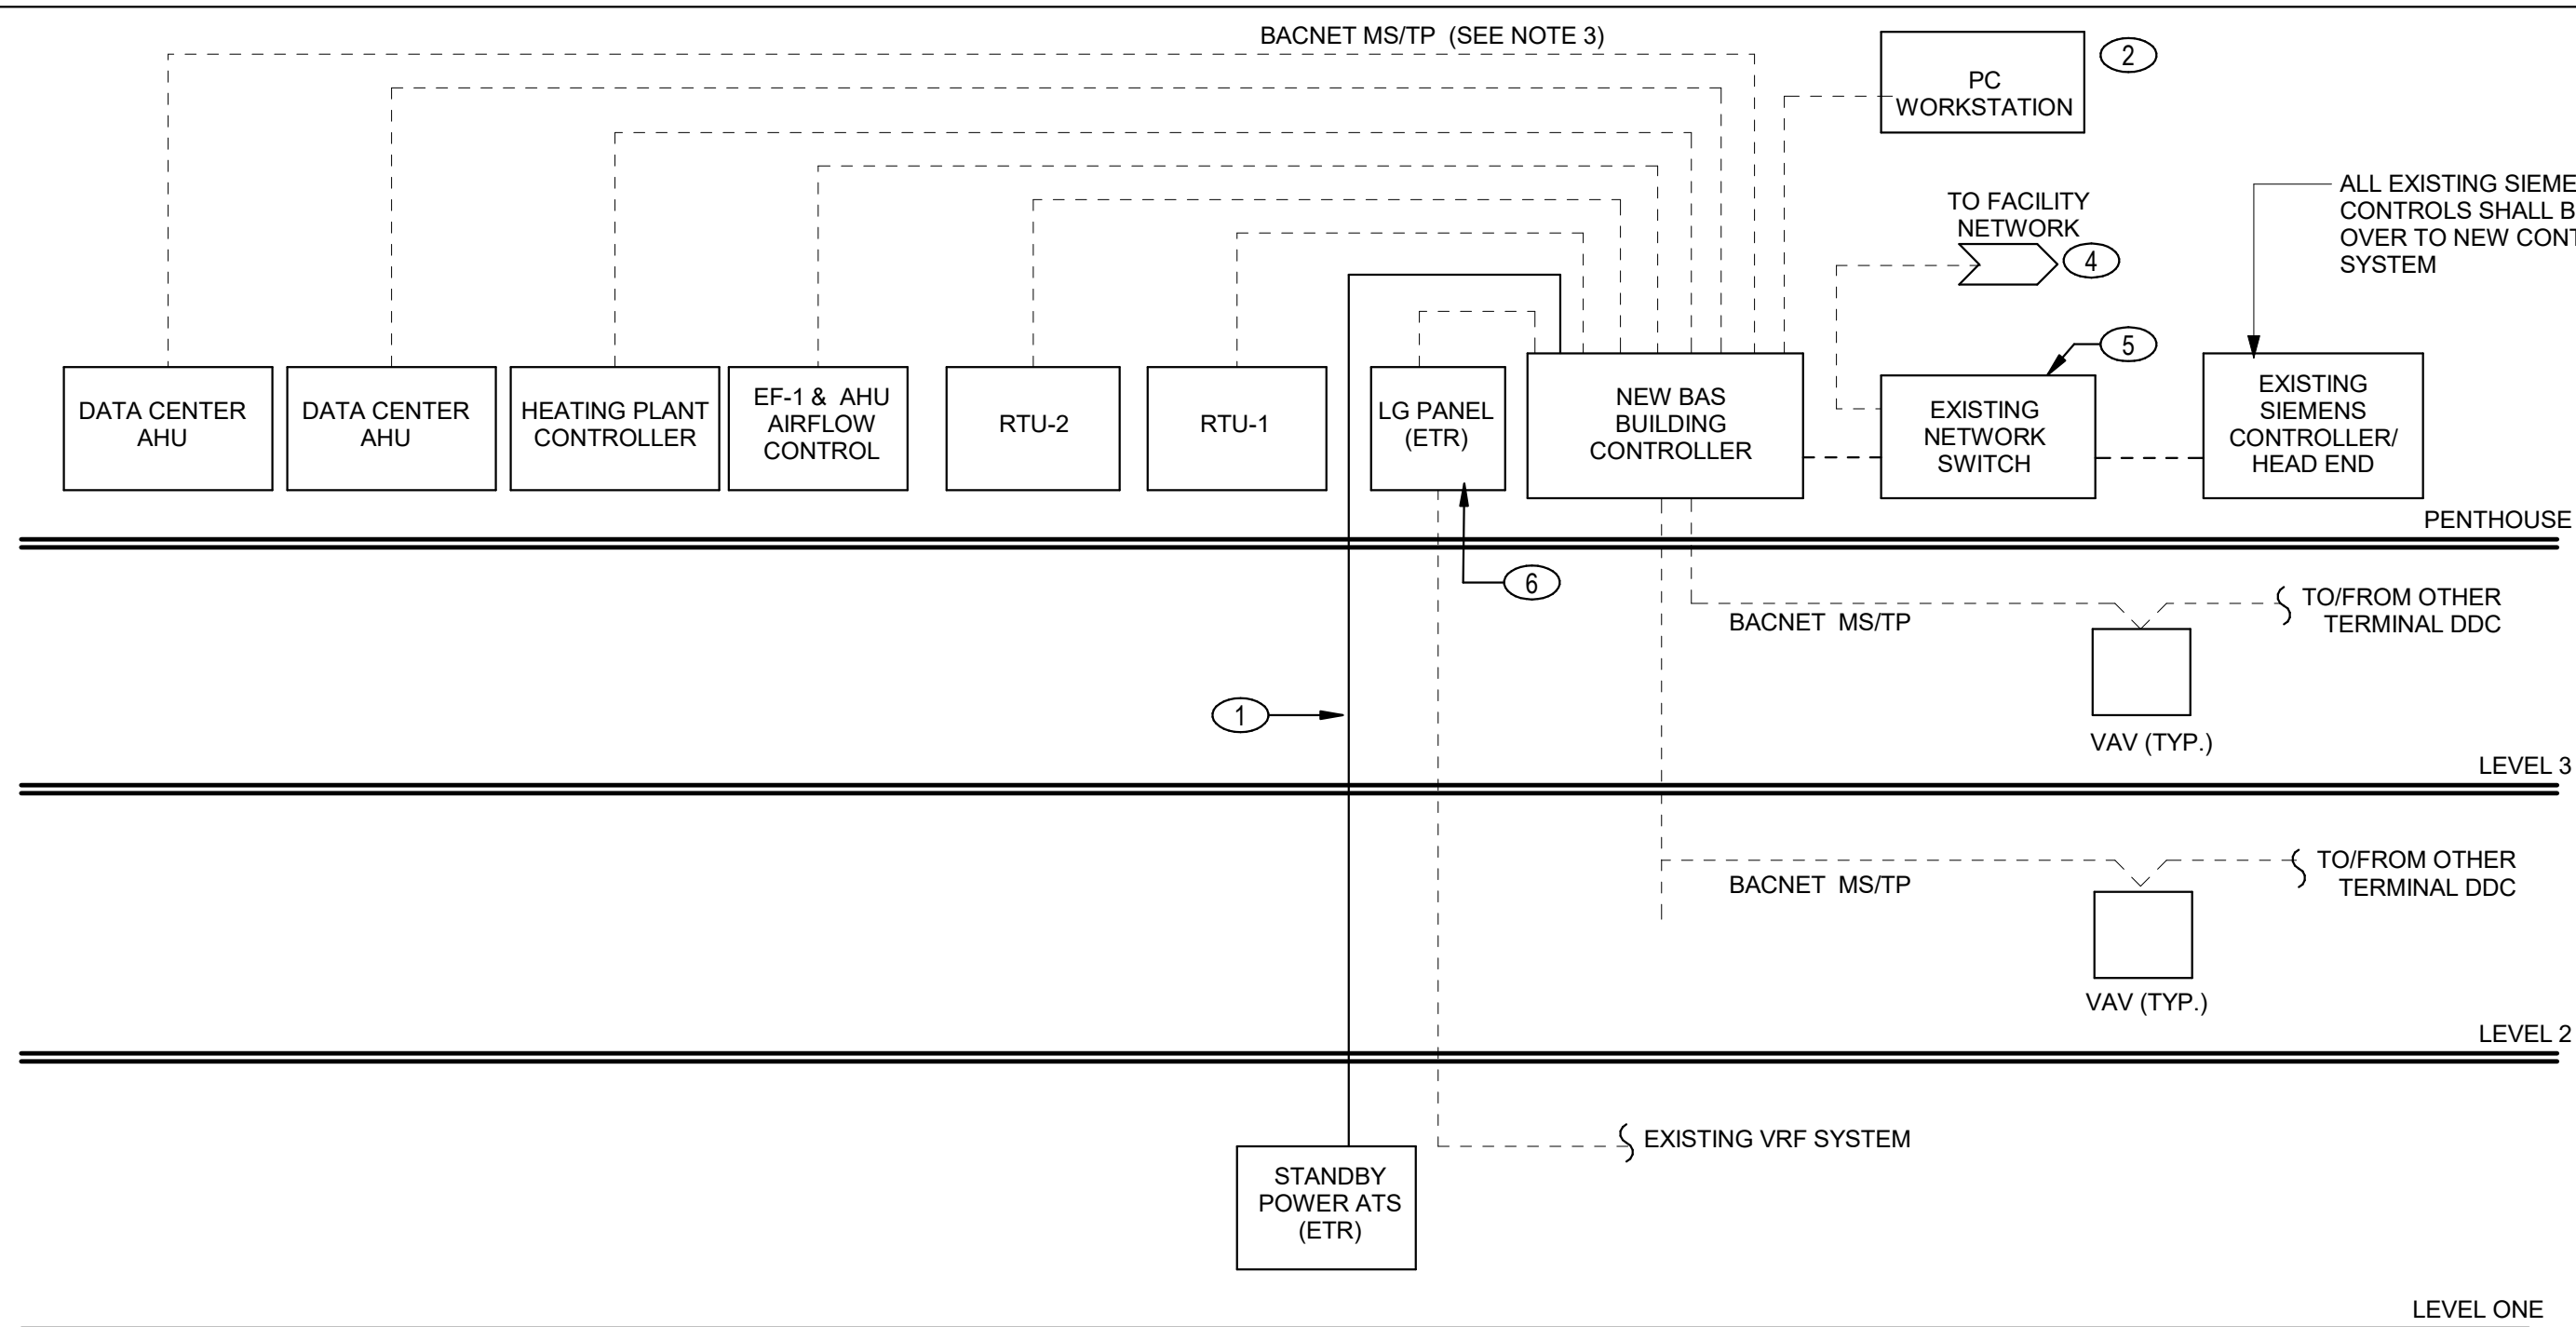 BACNET MS/TP (SEE NOTE 3)
PC
WORKSTATION
2
TO FACILITY
NETWORK
4
ALL EXISTING
CONTROLS SHALL
OVER TO NEW
SYSTEM
5
DATA CENTER
AHU
DATA CENTER
AHU
HEATING PLANT
CONTROLLER
EF-1 & AHU
AIRFLOW
CONTROL
RTU-2
RTU-1
LG PANEL
(ETR)
NEW BAS
BUILDING
CONTROLLER
EXISTING
NETWORK
SWITCH
EXISTING
SIEMENS
CONTROLLER/
HEAD END
PENTHOUSE
6
BACNET MS/TP
TO/FROM OTHER
TERMINAL DDC
1
VAV (TYP.)
LEVEL 3
BACNET MS/TP
TO/FROM OTHER
TERMINAL DDC
VAV (TYP.)
LEVEL 2
EXISTING VRF SYSTEM
STANDBY
POWER ATS
(ETR)
LEVEL ONE